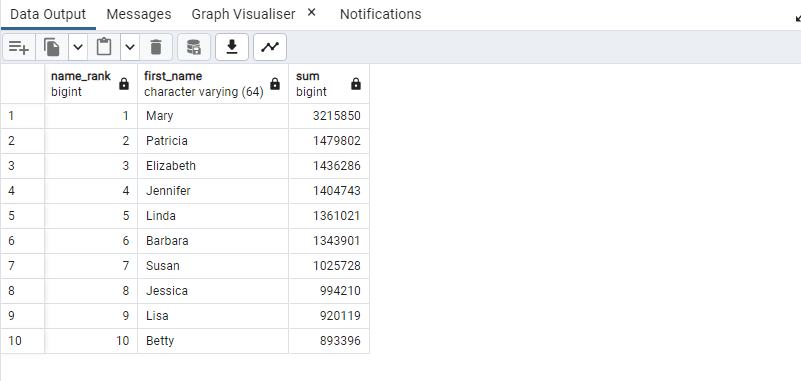 Data Output Messages Graph Visualiser × Notifications
name_rank first_name sum
bigint character varying (64) bigint
1 1 Mary 3215850
2 2 Patricia 1479802
3 3 Elizabeth 1436286
4 4 Jennifer 1404743
5 5 Linda 1361021
6 6 Barbara 1343901
7 7 Susan 1025728
8 8 Jessica 994210
9 9 Lisa 920119
10 10 Betty 893396